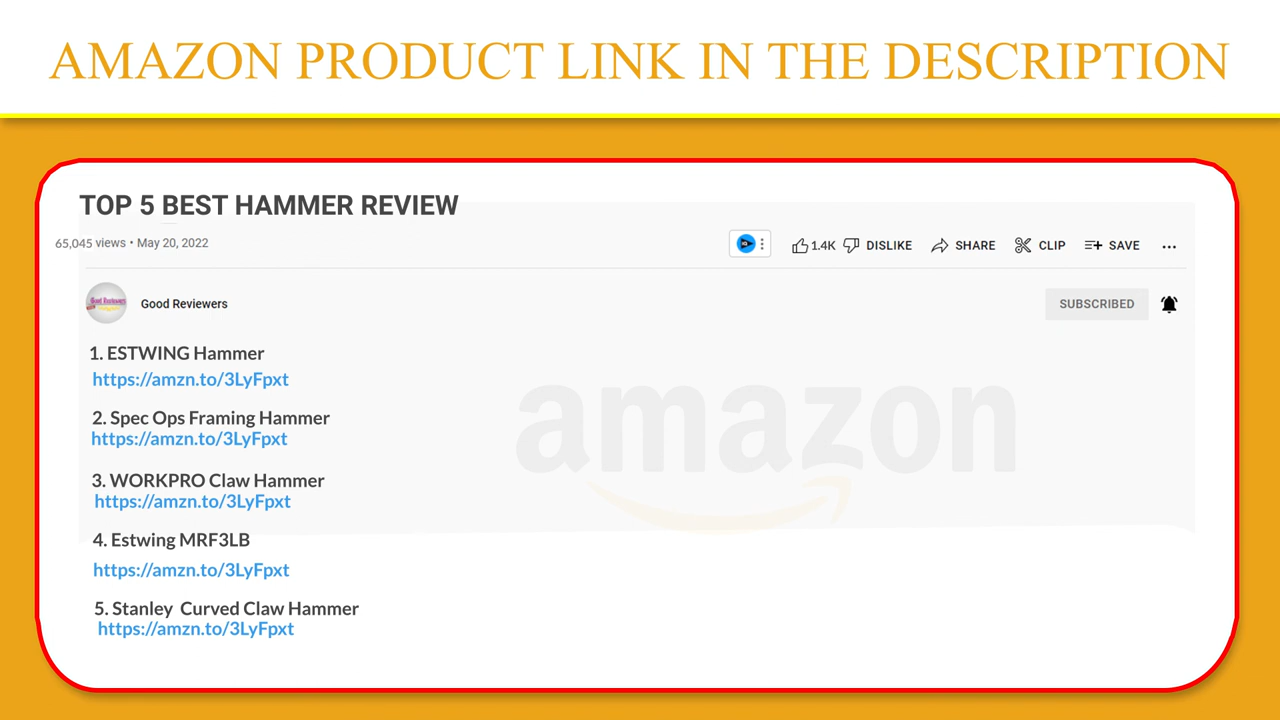 AMAZON PRODUCT LINK IN THE DESCRIPTION
TOP 5 BEST HAMMER REVIEW
65,045 views • May 20, 2022
1.4K DISLIKE SHARE CLIP SAVE ...
Good Reviewers
SUBSCRIBED
1. ESTWING Hammer
https://amzn.to/3LyFpxt
2. Spec Ops Framing Hammer
https://amzn.to/3LyFpxt
3. WORKPRO Claw Hammer
https://amzn.to/3LyFpxt
4. Estwing MRF3LB
https://amzn.to/3LyFpxt
5. Stanley Curved Claw Hammer
https://amzn.to/3LyFpxt
amazon